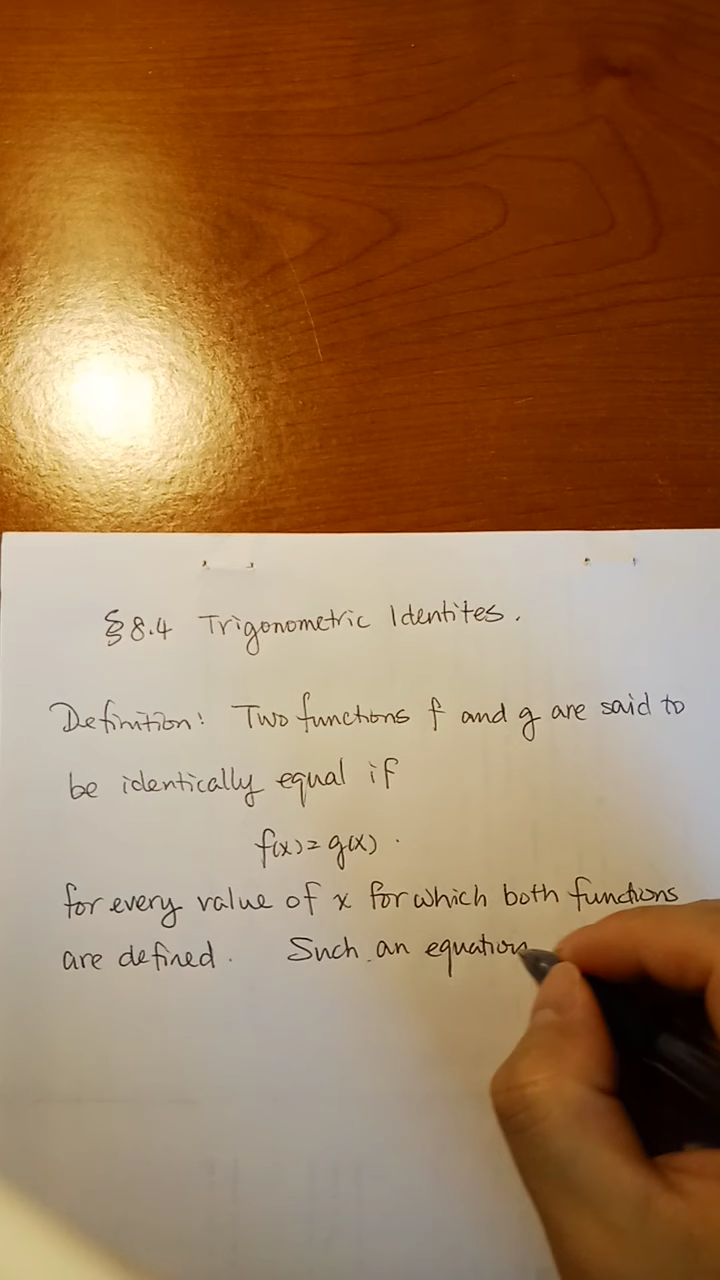 §8.4 Trigonometric Identites.
Definition: Two functions f and g are said to
be identically equal if
f(x) = g(x).
for every value of x for which both functions
are defined. Such an equation